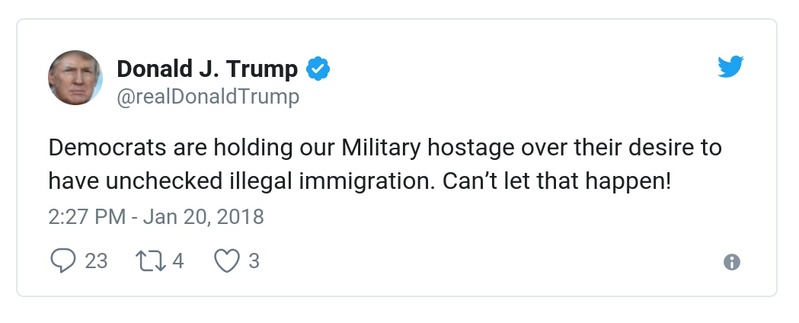 Donald J. Trump
@realDonaldTrump
Democrats are holding our Military hostage over their desire to
have unchecked illegal immigration. Can’t let that happen!
2:27 PM - Jan 20, 2018
23 4 3